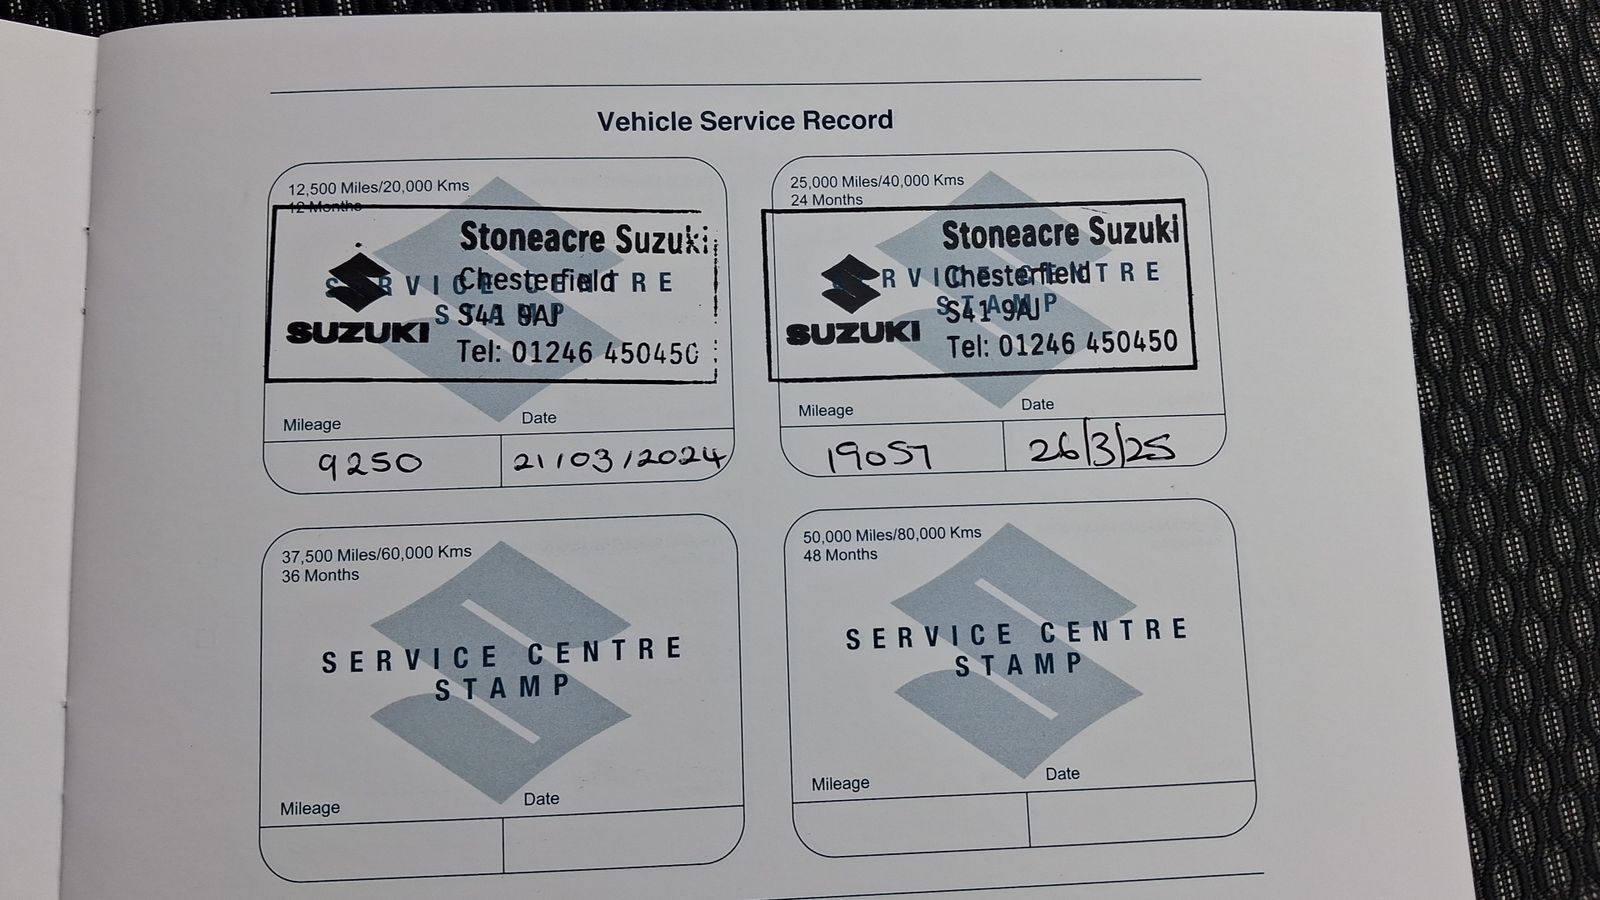 Vehicle Service Record
12,500 Miles/20,000 Kms
12 Months
Stoneacre Suzuki
Chesterfield
SERVICE CENTRE
S41 9AJ
STAMP
SUZUKI
Tel: 01246 450450
Mileage
Date
9250
21/03/2024
25,000 Miles/40,000 Kms
24 Months
Stoneacre Suzuki
Chesterfield
SERVICE CENTRE
S41 9AJ
STAMP
SUZUKI
Tel: 01246 450450
Mileage
Date
19057
26/3/25
37,500 Miles/60,000 Kms
36 Months
SERVICE CENTRE
STAMP
Mileage
Date
50,000 Miles/80,000 Kms
48 Months
SERVICE CENTRE
STAMP
Mileage
Date